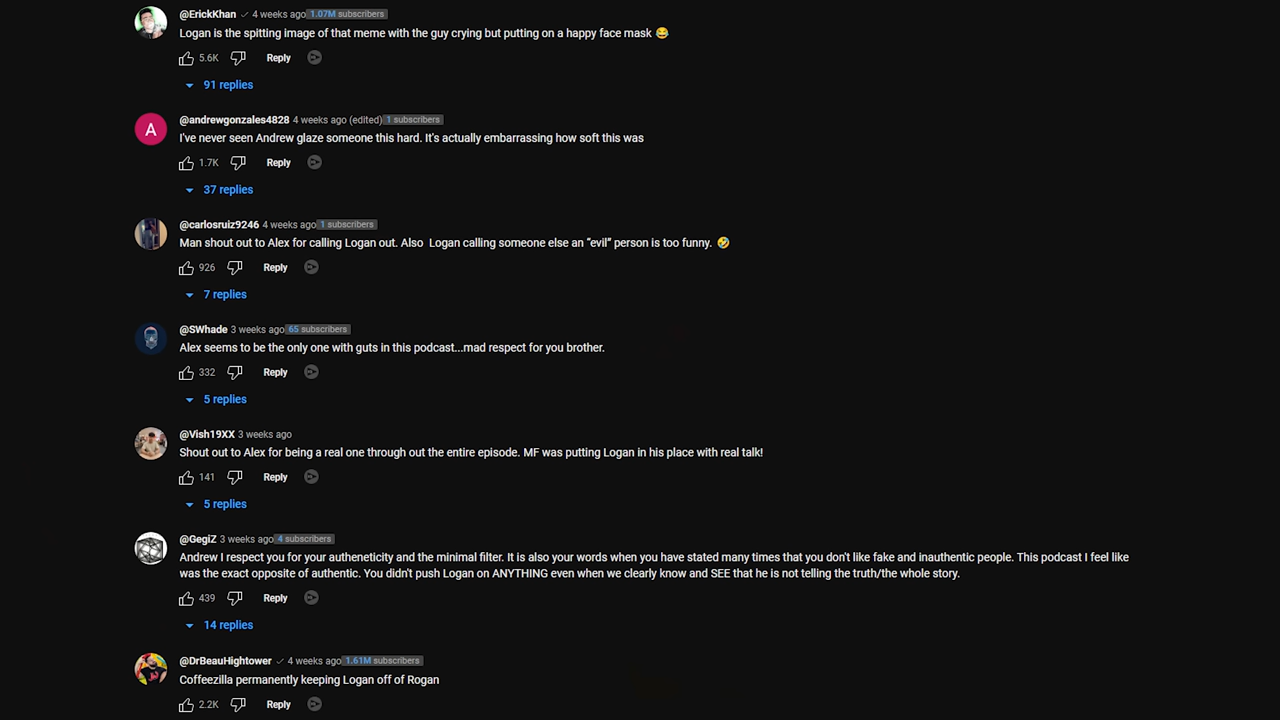 @ErickKhan 4 weeks ago 1.07M subscribers
Logan is the spitting image of that meme with the guy crying but putting on a happy face mask 😂
5.6K Reply
91 replies
@andrewgonzales4828 4 weeks ago (edited) 1 subscribers
I've never seen Andrew glaze someone this hard. It's actually embarrassing how soft this was
1.7K Reply
37 replies
A
@carlosruiz9246 4 weeks ago 1 subscribers
Man shout out to Alex for calling Logan out. Also  Logan calling someone else an “evil” person is too funny. 🤣
926 Reply
7 replies
@SWhade 3 weeks ago 65 subscribers
Alex seems to be the only one with guts in this podcast...mad respect for you brother.
332 Reply
5 replies
@Vish19XX 3 weeks ago
Shout out to Alex for being a real one through out the entire episode. MF was putting Logan in his place with real talk!
141 Reply
5 replies
@GegiZ 3 weeks ago 4 subscribers
Andrew I respect you for your autheneticity and the minimal filter. It is also your words when you have stated many times that you don't like fake and inauthentic people. This podcast I feel like
was the exact opposite of authentic. You didn't push Logan on ANYTHING even when we clearly know and SEE that he is not telling the truth/the whole story.
439 Reply
14 replies
@DrBeauHightower 4 weeks ago 1.61M subscribers
Coffeezilla permanently keeping Logan off of Rogan
2.2K Reply